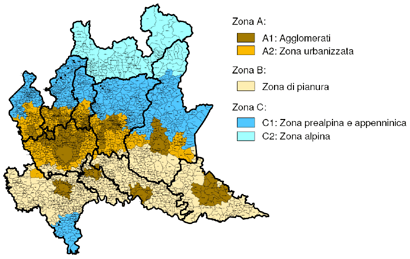 Zona A:
A1: Agglomerati
A2: Zona urbanizzata
Zona B:
Zona di pianura
Zona C:
C1: Zona prealpina e appenninica
C2: Zona alpina